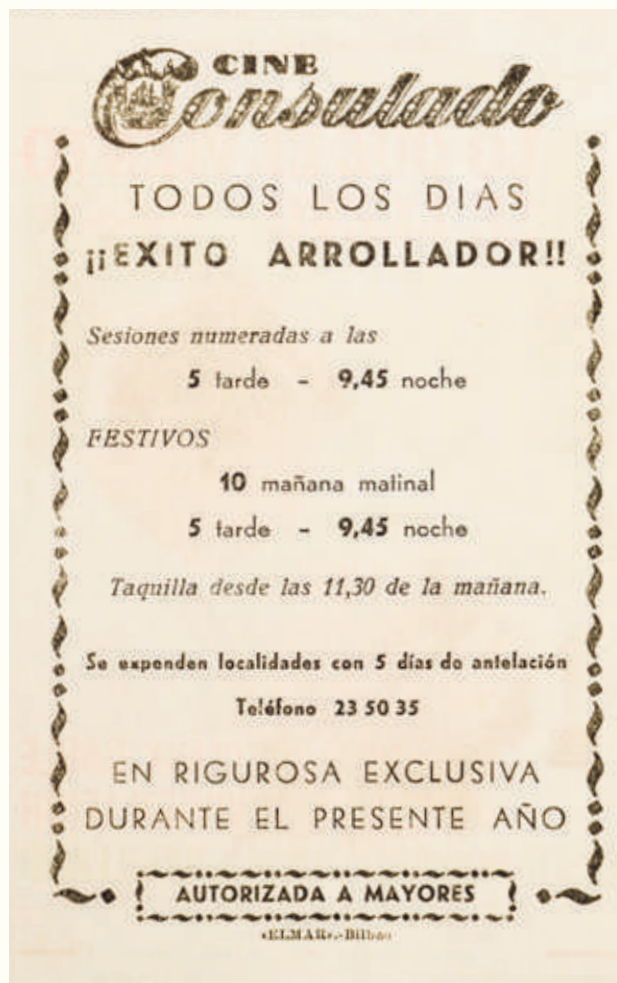 CINE
Consulado
TODOS LOS DIAS
¡¡EXITO ARROLLADOR!!
Sesiones numeradas a las
5 tarde - 9,45 noche
FESTIVOS
10 mañana matinal
5 tarde - 9,45 noche
Taquilla desde las 11,30 de la mañana.
Se expenden localidades con 5 días de antelación
Teléfono 23 50 35
EN RIGUROSA EXCLUSIVA
DURANTE EL PRESENTE AÑO
AUTORIZADA A MAYORES
«ELMAR».-Bilbao